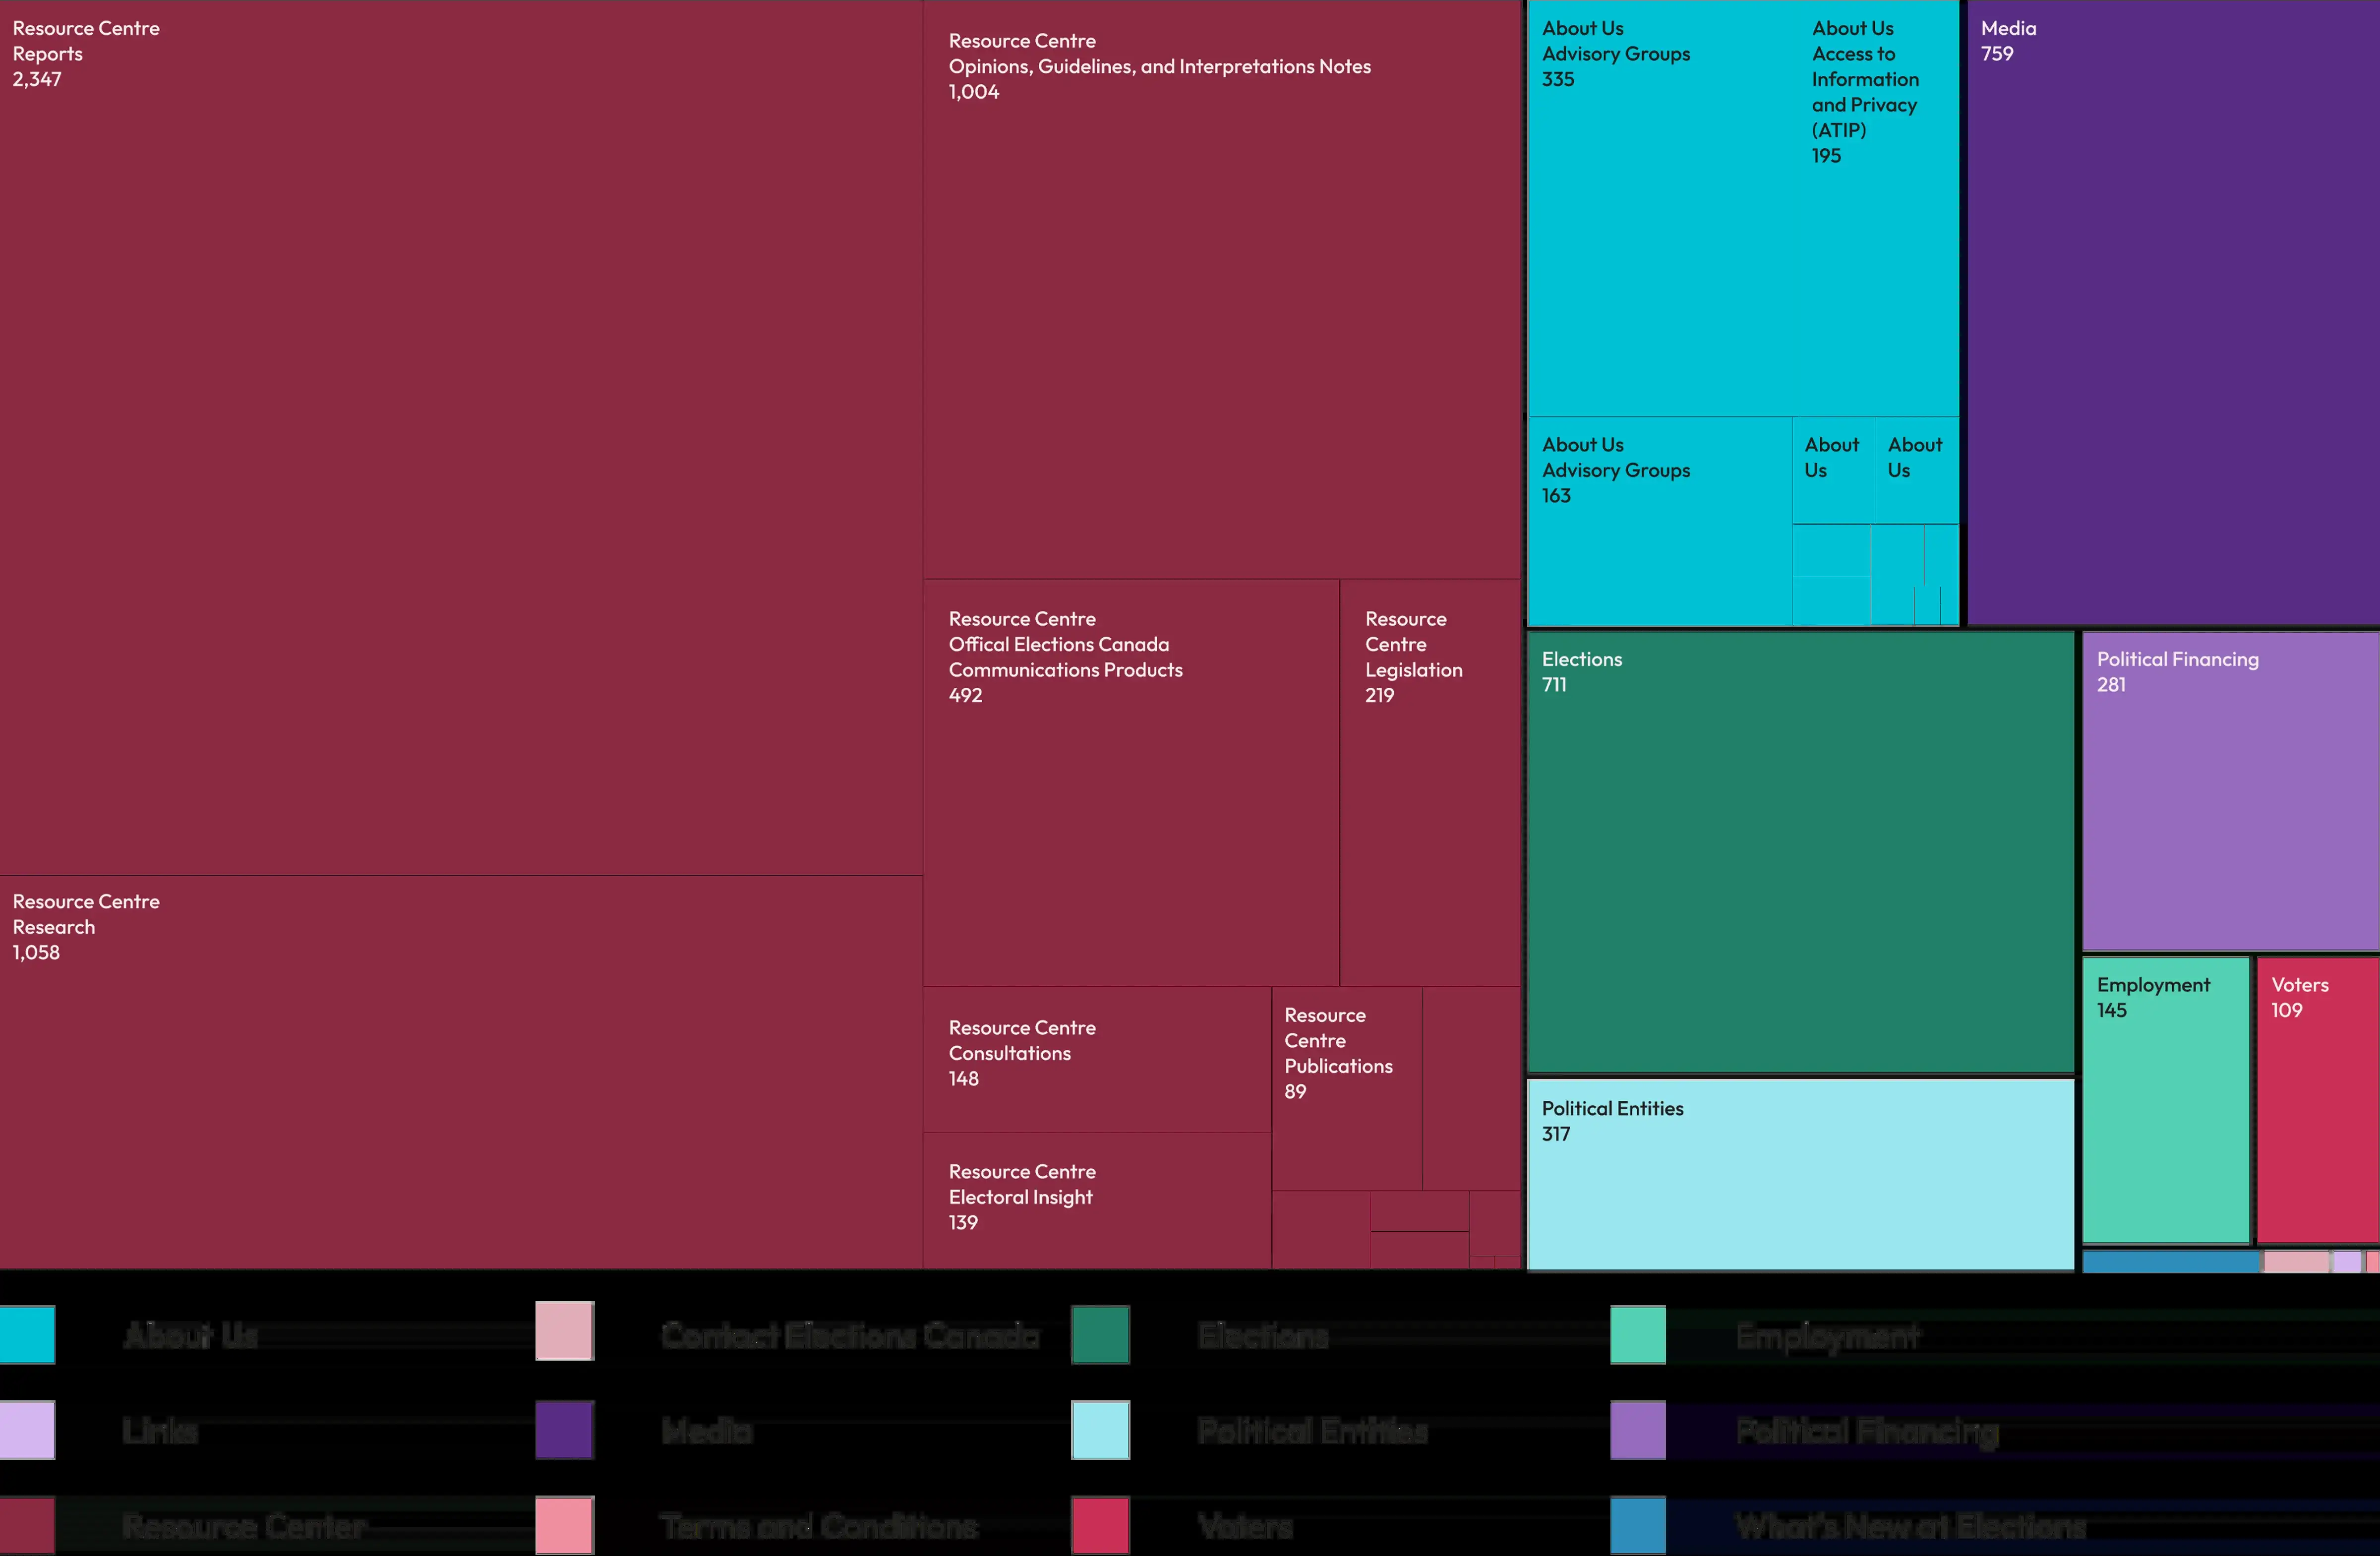 Resource Centre
Reports
2,347
Resource Centre
Opinions, Guidelines, and Interpretations Notes
1,004
About Us
Advisory Groups
335
About Us
Access to
Information
and Privacy
(ATIP)
195
Media
759
About Us
Advisory Groups
163
About
Us
About
Us
Resource Centre
Offical Elections Canada
Communications Products
492
Resource
Centre
Legislation
219
Elections
711
Political Financing
281
Resource Centre
Research
1,058
Resource Centre
Consultations
148
Resource
Centre
Publications
89
Employment
145
Voters
109
Political Entities
317
Resource Centre
Electoral Insight
139
About Us
Contact Elections Canada
Elections
Employment
Links
Media
Political Entities
Political Financing
Resource Center
Terms and Conditions
Voters
What's New at Elections